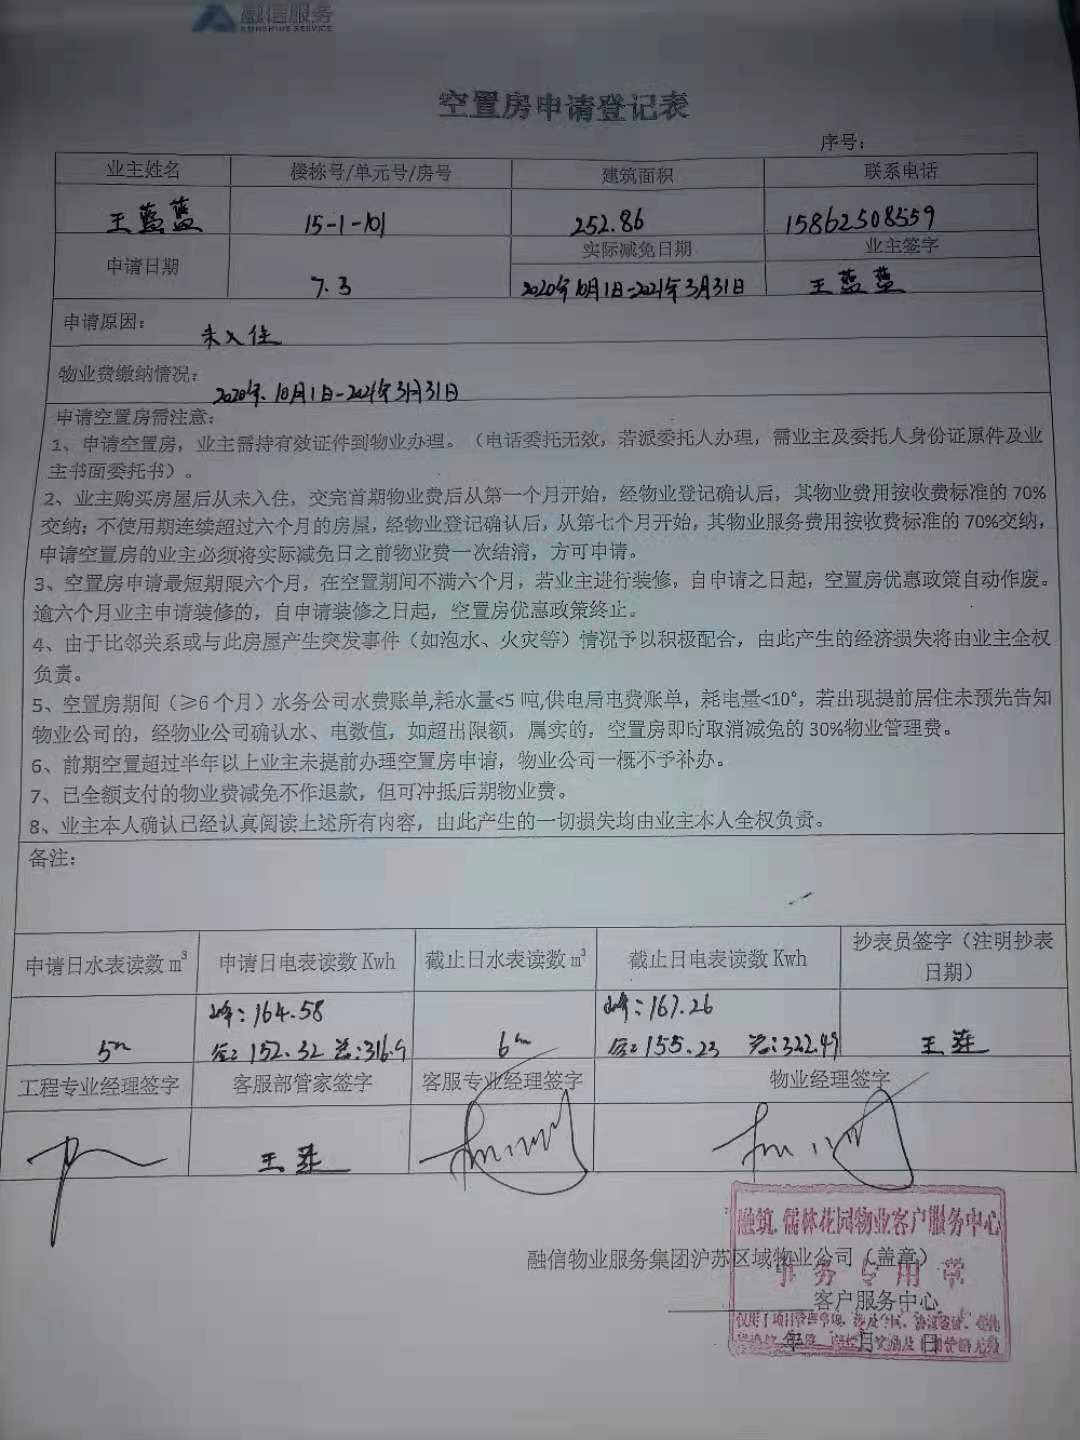 融信服务
空置房申请登记表
序号：
业主姓名 楼栋号/单元号/房号 建筑面积 联系电话
王蓝蓝 15-1-101 252.86 15862508559
申请日期 7.3 实际减免日期 业主签字
2020年10月1日-2021年3月31日 王蓝蓝
申请原因：
未入住
物业费缴纳情况：
2020年.10月1日-2021年3月31日
申请空置房需注意：
1、申请空置房，业主需持有效证件到物业办理。（电话委托无效，若派委托人办理，需业主及委托人身份证原件及业
主书面委托书）。
2、业主购买房屋后从未入住，交完首期物业费后从第一个月开始，经物业登记确认后，其物业费用按收费标准的70%
交纳；不使用期连续超过六个月的房屋，经物业登记确认后，从第七个月开始，其物业服务费用按收费标准的70%交纳，
申请空置房的业主必须将实际减免日之前物业费一次结清，方可申请。
3、空置房申请最短期限六个月，在空置期间不满六个月，若业主进行装修，自申请之日起，空置房优惠政策自动作废。
逾六个月业主申请装修的，自申请装修之日起，空置房优惠政策终止。
4、由于比邻关系或与此房屋产生突发事件（如泡水、火灾等）情况予以积极配合，由此产生的经济损失将由业主全权
负责。
5、空置房期间（≥6个月）水务公司水费账单,耗水量<5吨,供电局电费账单，耗电量<10°，若出现提前居住未预先告知
物业公司的，经物业公司确认水、电数值，如超出限额，属实的，空置房即时取消减免的30%物业管理费。
6、前期空置超过半年以上业主未提前办理空置房申请，物业公司一概不予补办。
7、已全额支付的物业费减免不作退款，但可冲抵后期物业费。
8、业主本人确认已经认真阅读上述所有内容，由此产生的一切损失均由业主本人全权负责。
备注：
申请日水表读数m³ 申请日电表读数Kwh 截止日水表读数m³ 截止日电表读数Kwh 抄表员签字（注明抄表
日期）
峰：164.58 峰：167.26
5m 谷：152.32 总：316.9 6m 谷：155.23 总：322.49 王莲
工程专业经理签字 客服部管家签字 客服专业经理签字 物业经理签字
王莲
融筑.儒林花园物业客户服务中心
融信物业服务集团沪苏区域物业公司（盖章）
事务专用章
客户服务中心
年 月 日